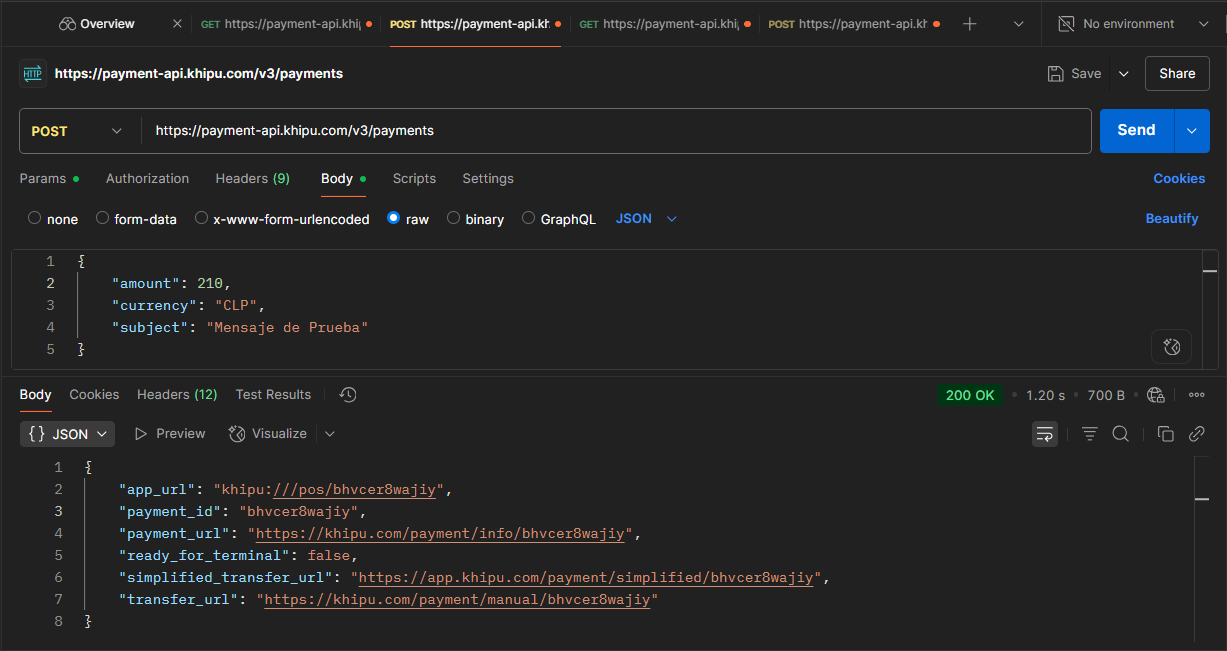 Overview GET https://payment-api.khip POST https://payment-api.kh GET https://payment-api.khip POST https://payment-api.kh No environment
HTTP https://payment-api.khipu.com/v3/payments Save Share
POST https://payment-api.khipu.com/v3/payments Send
Params Authorization Headers (9) Body Scripts Settings Cookies
none form-data x-www-form-urlencoded raw binary GraphQL JSON Beautify
1 {
2 "amount": 210,
3 "currency": "CLP",
4 "subject": "Mensaje de Prueba"
5 }
Body Cookies Headers (12) Test Results 200 OK • 1.20 s • 700 B
{} JSON Preview Visualize
1 {
2 "app_url": "khipu:///pos/bhvcer8wajiy",
3 "payment_id": "bhvcer8wajiy",
4 "payment_url": "https://khipu.com/payment/info/bhvcer8wajiy",
5 "ready_for_terminal": false,
6 "simplified_transfer_url": "https://app.khipu.com/payment/simplified/bhvcer8wajiy",
7 "transfer_url": "https://khipu.com/payment/manual/bhvcer8wajiy"
8 }